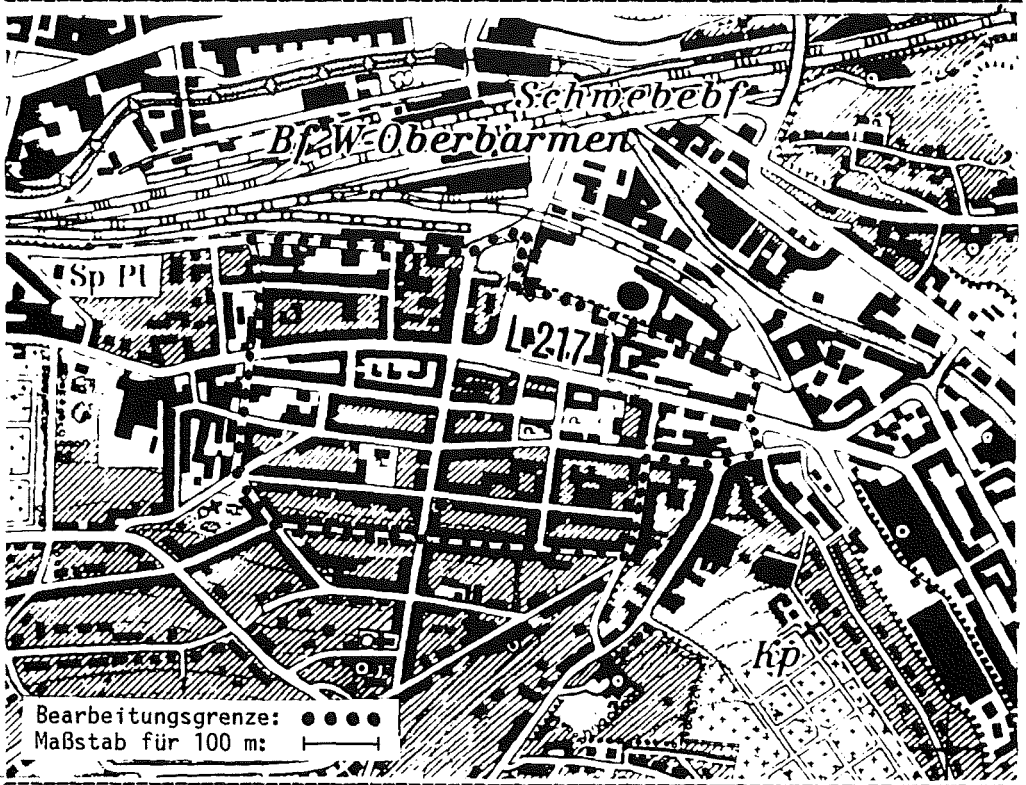 Schwebebf
Bf W-Oberbarmen
Sp Pl
L 217
Kp
Bearbeitungsgrenze:
Maßstab für 100 m: